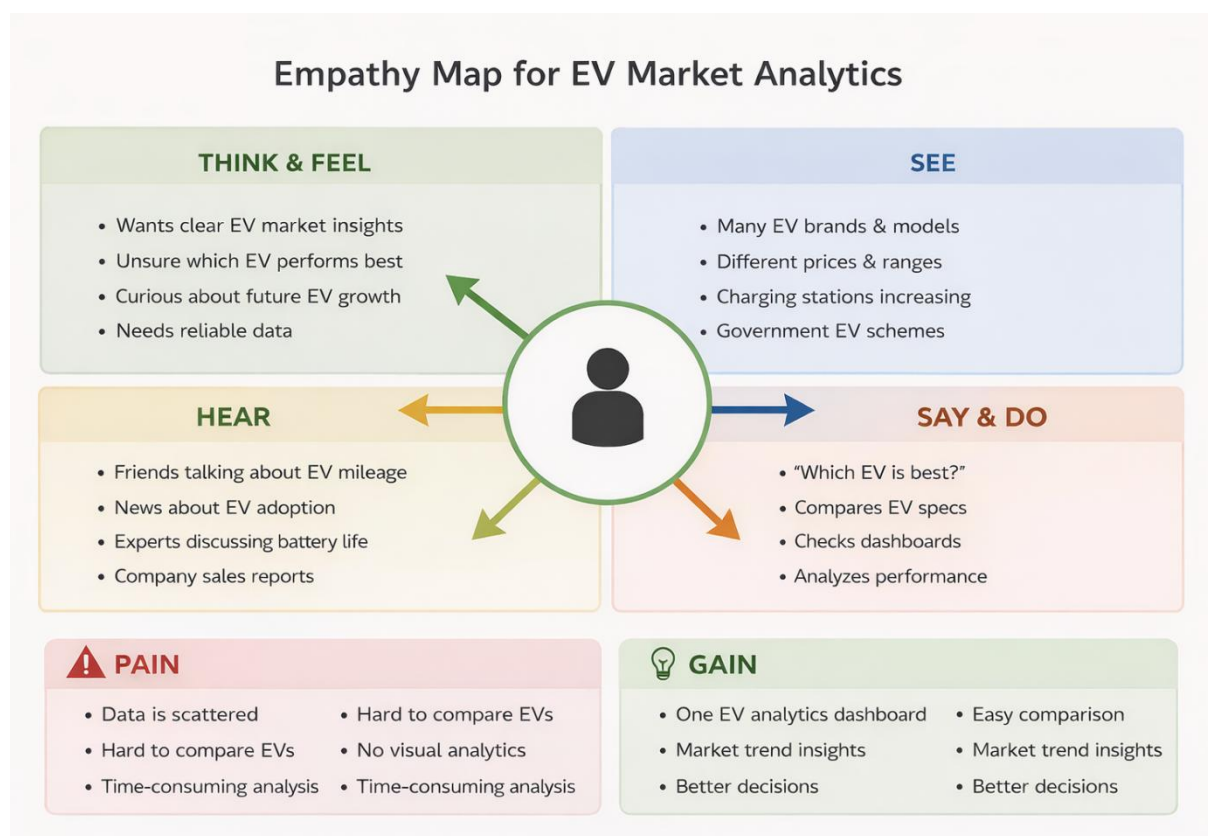 Empathy Map for EV Market Analytics
THINK & FEEL
• Wants clear EV market insights
• Unsure which EV performs best
• Curious about future EV growth
• Needs reliable data
SEE
• Many EV brands & models
• Different prices & ranges
• Charging stations increasing
• Government EV schemes
HEAR
• Friends talking about EV mileage
• News about EV adoption
• Experts discussing battery life
• Company sales reports
SAY & DO
• “Which EV is best?”
• Compares EV specs
• Checks dashboards
• Analyzes performance
PAIN
• Data is scattered
• Hard to compare EVs
• Time-consuming analysis
• Hard to compare EVs
• No visual analytics
• Time-consuming analysis
GAIN
• One EV analytics dashboard
• Market trend insights
• Better decisions
• Easy comparison
• Market trend insights
• Better decisions